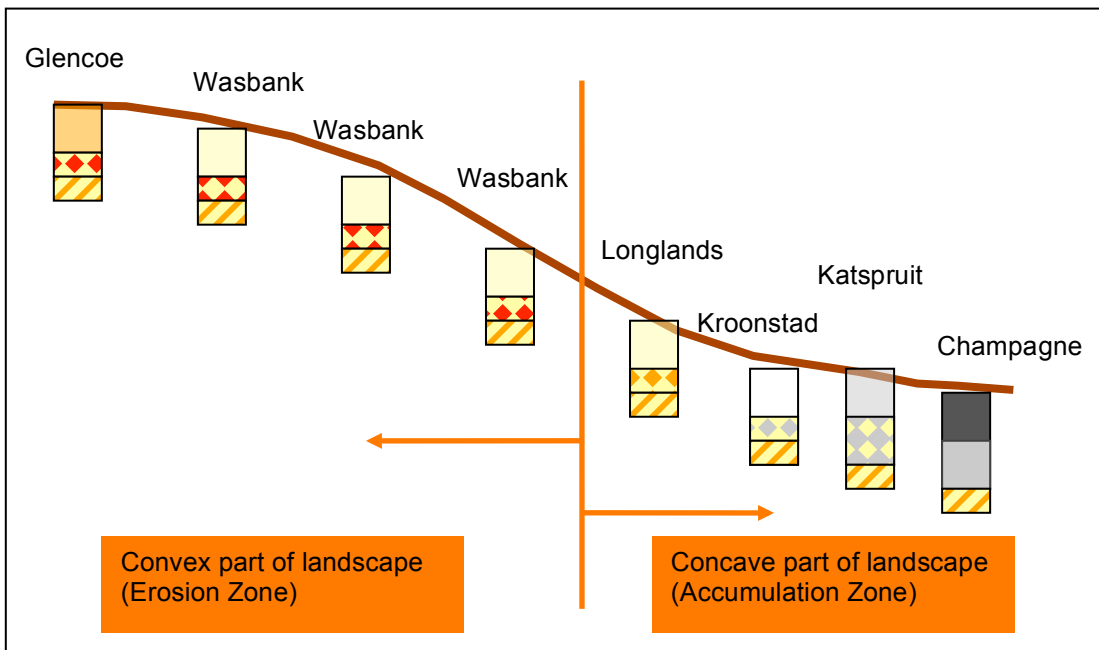 Glencoe
Wasbank
Wasbank
Wasbank
Longlands
Katspruit
Kroonstad
Champagne
Convex part of landscape
(Erosion Zone)
Concave part of landscape
(Accumulation Zone)